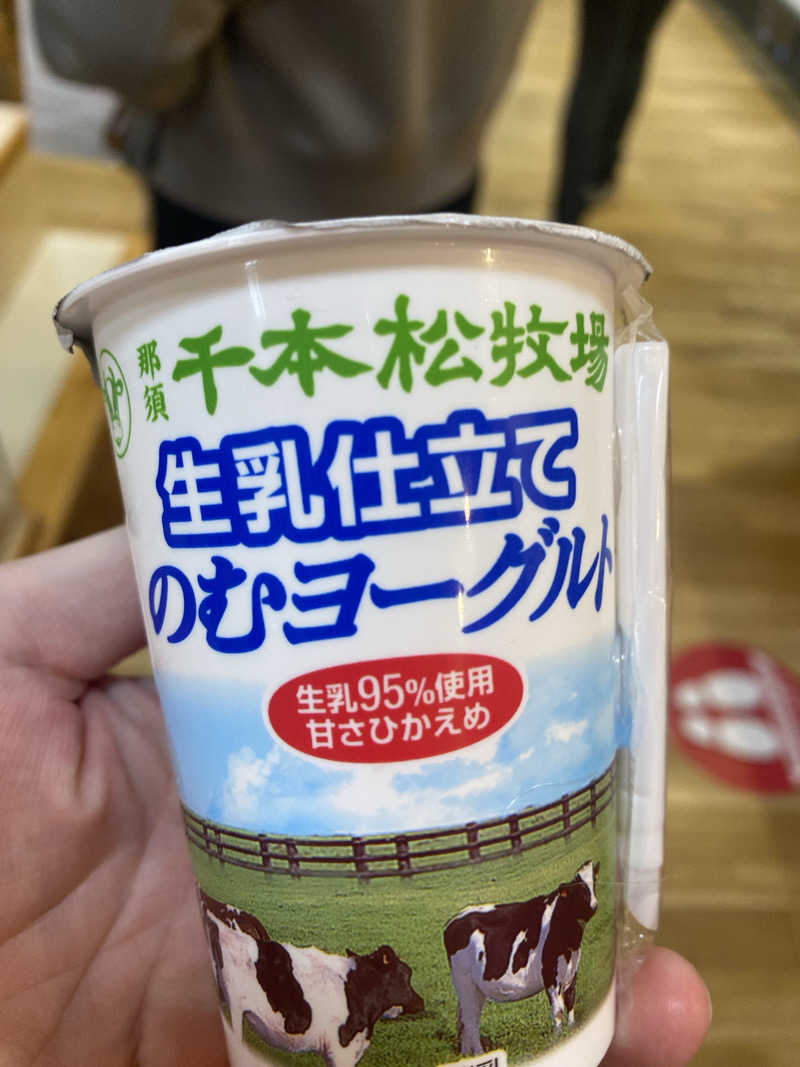 那須 千本松牧場
生乳仕立て
のむヨーグルト
生乳95%使用
甘さひかえめ